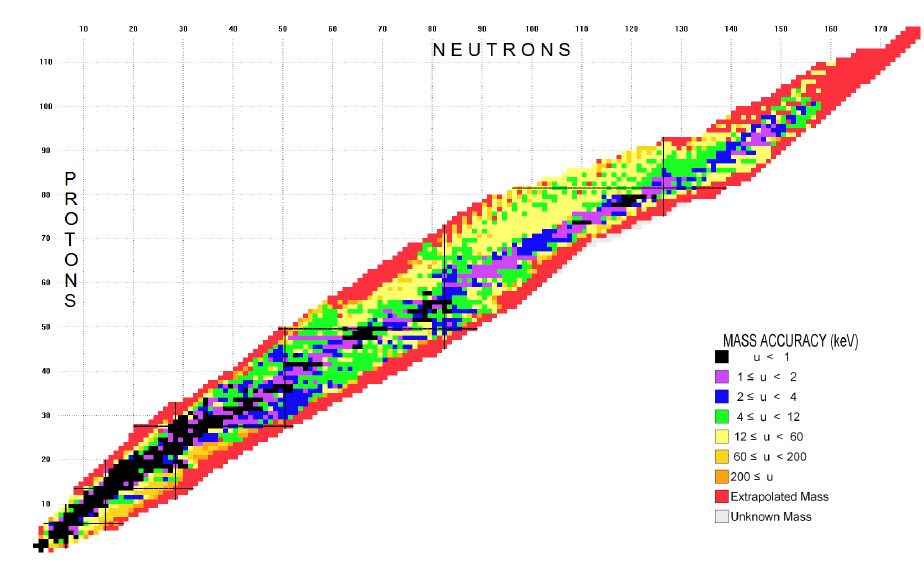 10 20 30 40 50 60 70 80 90 100 110 120 130 140 150 160 170
NEUTRONS
110
100
90
80
70
60
50
40
30
20
10
PROTONS
MASS ACCURACY (keV)
u < 1
1 ≤ u < 2
2 ≤ u < 4
4 ≤ u < 12
12 ≤ u < 60
60 ≤ u < 200
200 ≤ u
Extrapolated Mass
Unknown Mass